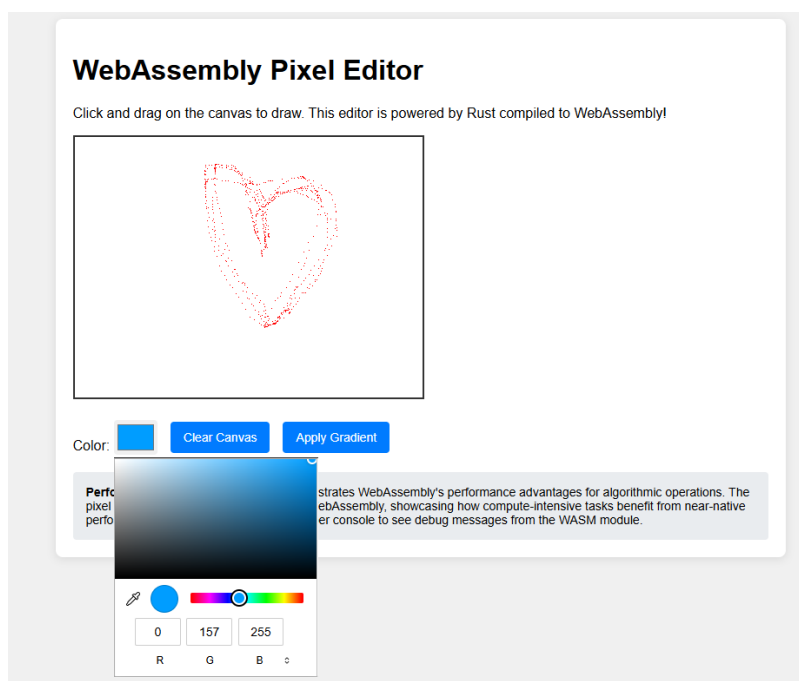 WebAssembly Pixel Editor
Click and drag on the canvas to draw. This editor is powered by Rust compiled to WebAssembly!
Color:
Clear Canvas
Apply Gradient
strates WebAssembly's performance advantages for algorithmic operations. The
pixel ebAssembly, showcasing how compute-intensive tasks benefit from near-native
perfo er console to see debug messages from the WASM module.
0 157 255
R G B